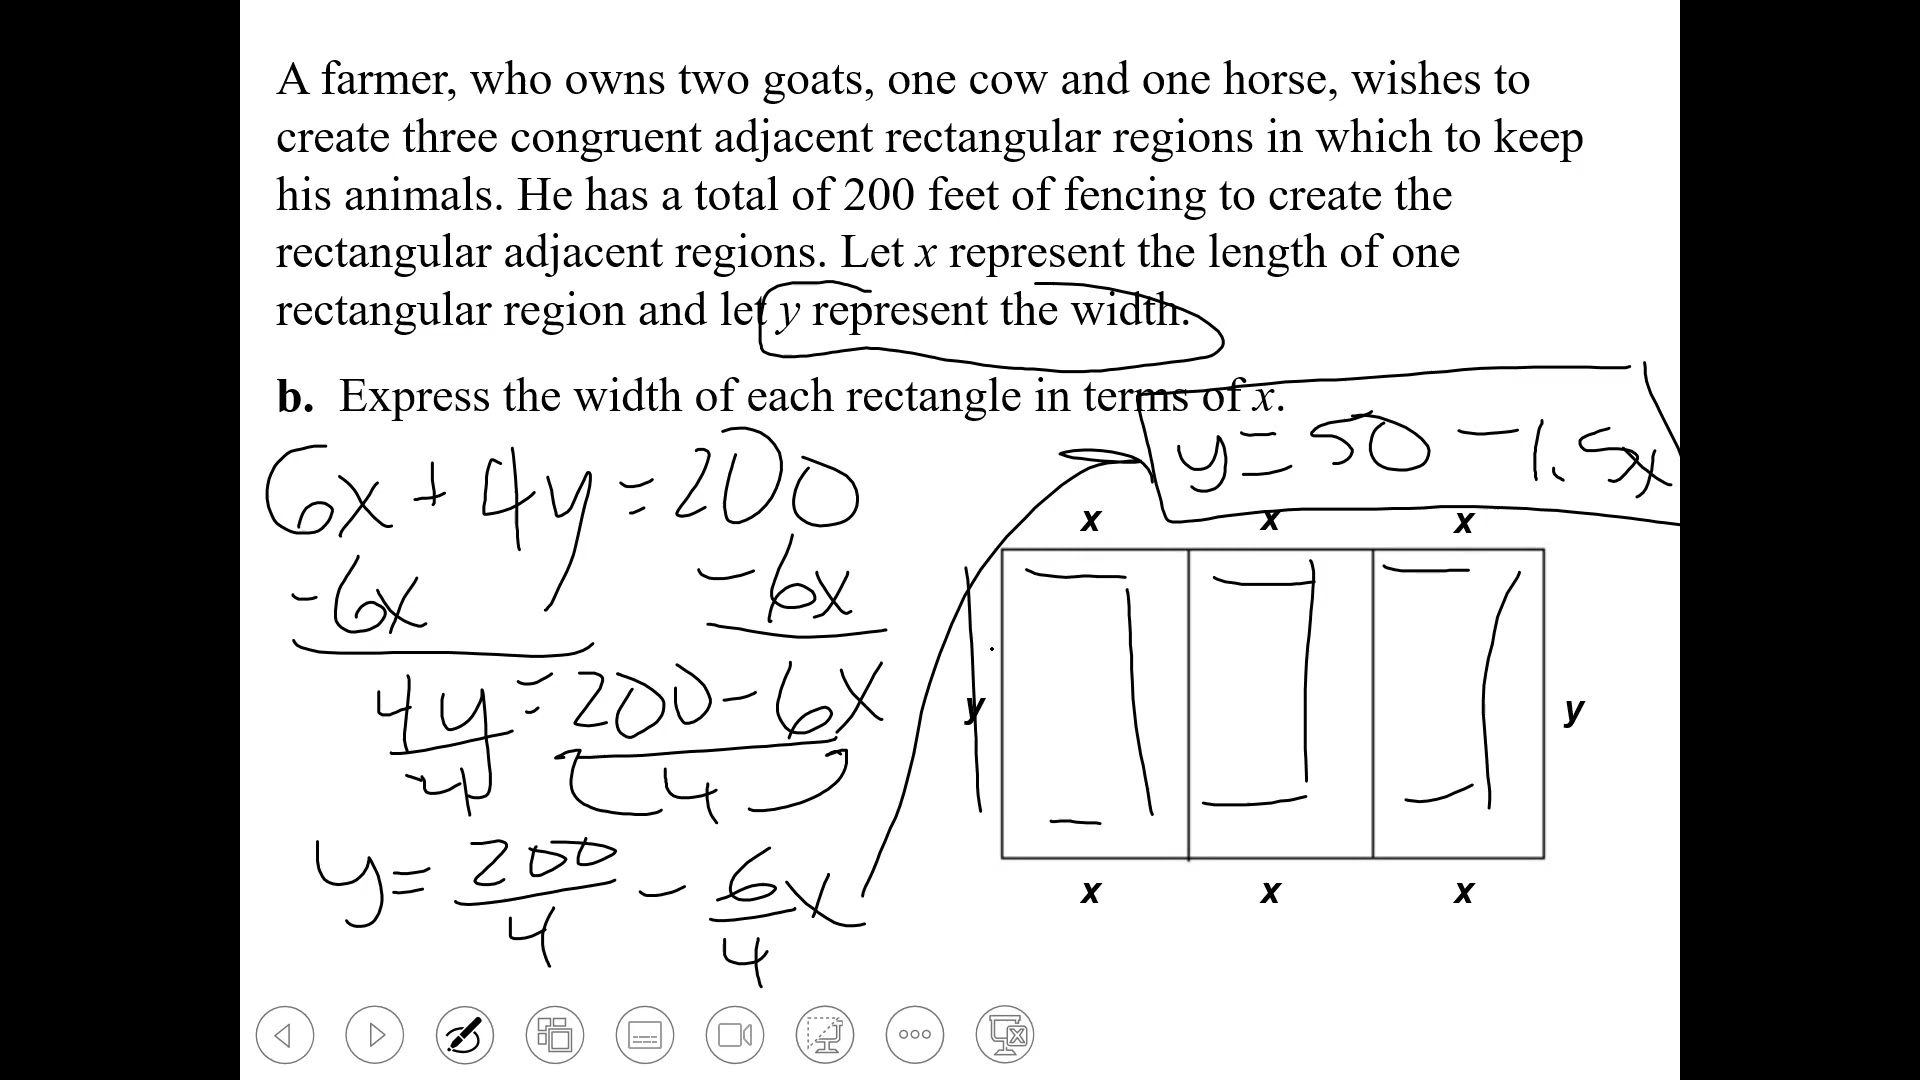 A farmer, who owns two goats, one cow and one horse, wishes to
create three congruent adjacent rectangular regions in which to keep
his animals. He has a total of 200 feet of fencing to create the
rectangular adjacent regions. Let x represent the length of one
rectangular region and let y represent the width.
b. Express the width of each rectangle in terms of x.
y = 50 - 1.5x
6x + 4y = 200
-6x -6x
4y = 200 - 6x
4 4
y = 200/4 - 6/4 x
x x x
y y
x x x